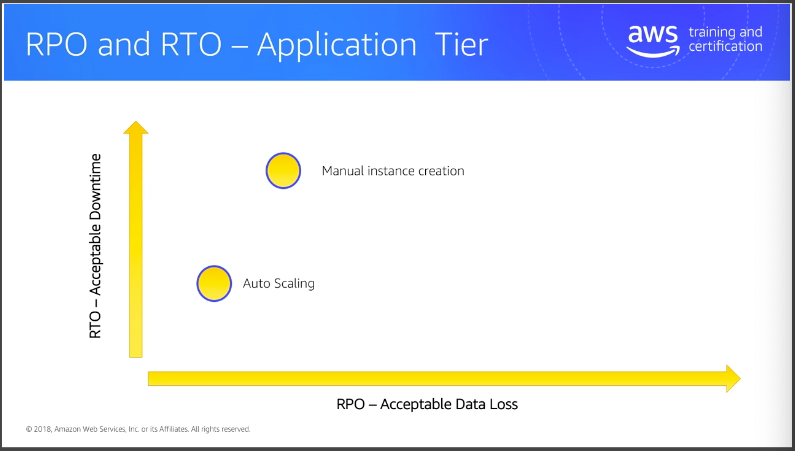 RPO and RTO – Application Tier
aws training and
certification
RTO – Acceptable Downtime
Manual instance creation
Auto Scaling
RPO – Acceptable Data Loss
© 2018, Amazon Web Services, Inc. or its Affiliates. All rights reserved.